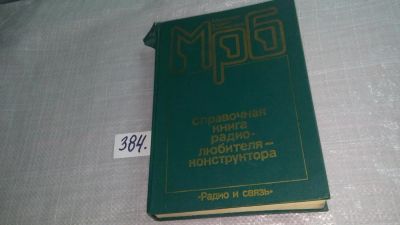 МРБ
Справочная
книга
радио-
любителя-
конструктора
«Радио и связь»
384.